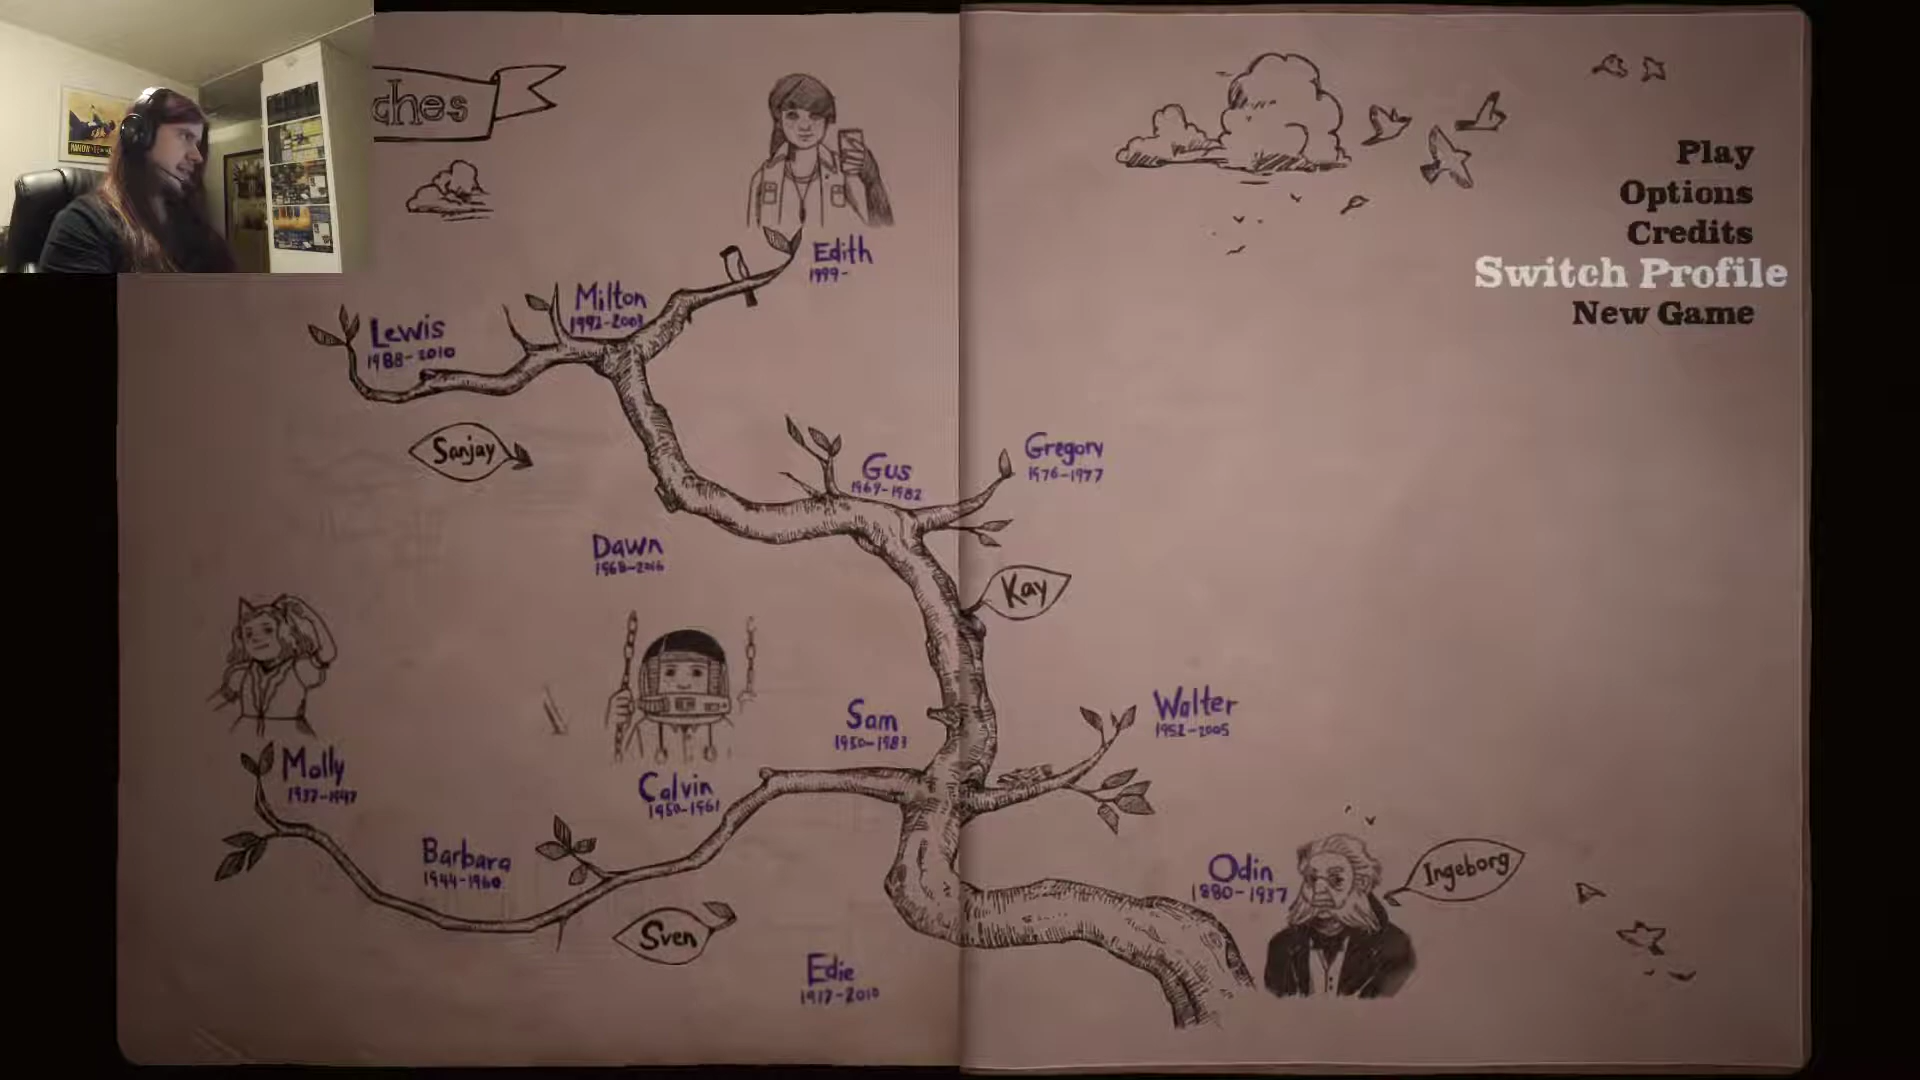 ches
Edith
1999-
Play
Options
Credits
Switch Profile
New Game
Milton
1992-2003
Lewis
1988-2010
Sanjay
Gus
1969-1982
Gregory
1976-1977
Dawn
1968-2016
Kay
Sam
1950-1983
Walter
1952-2005
Molly
1937-1947
Calvin
1950-1961
Barbara
1944-1960
Sven
Odin
1880-1937
Ingeborg
Edie
1917-2010